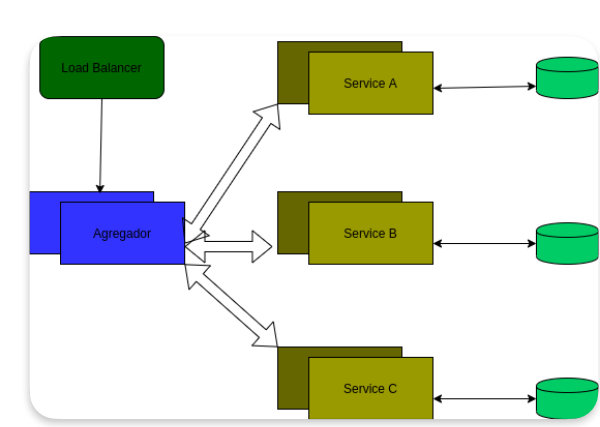 Load Balancer
Service A
Agregador
Service B
Service C